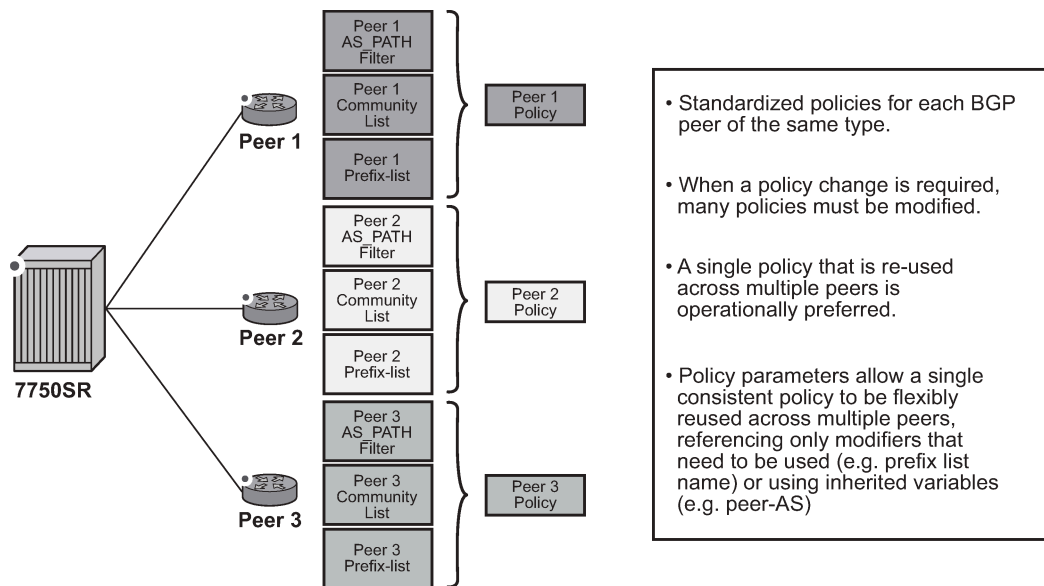 Peer 1
AS_PATH
Filter
Peer 1
Community
List
Peer 1
Prefix-list
Peer 1
Policy
Peer 1
Peer 2
AS_PATH
Filter
Peer 2
Community
List
Peer 2
Prefix-list
Peer 2
Policy
Peer 2
7750SR
Peer 3
AS_PATH
Filter
Peer 3
Community
List
Peer 3
Prefix-list
Peer 3
Policy
Peer 3
• Standardized policies for each BGP
peer of the same type.
• When a policy change is required,
many policies must be modified.
• A single policy that is re-used
across multiple peers is
operationally preferred.
• Policy parameters allow a single
consistent policy to be flexibly
reused across multiple peers,
referencing only modifiers that
need to be used (e.g. prefix list
name) or using inherited variables
(e.g. peer-AS)